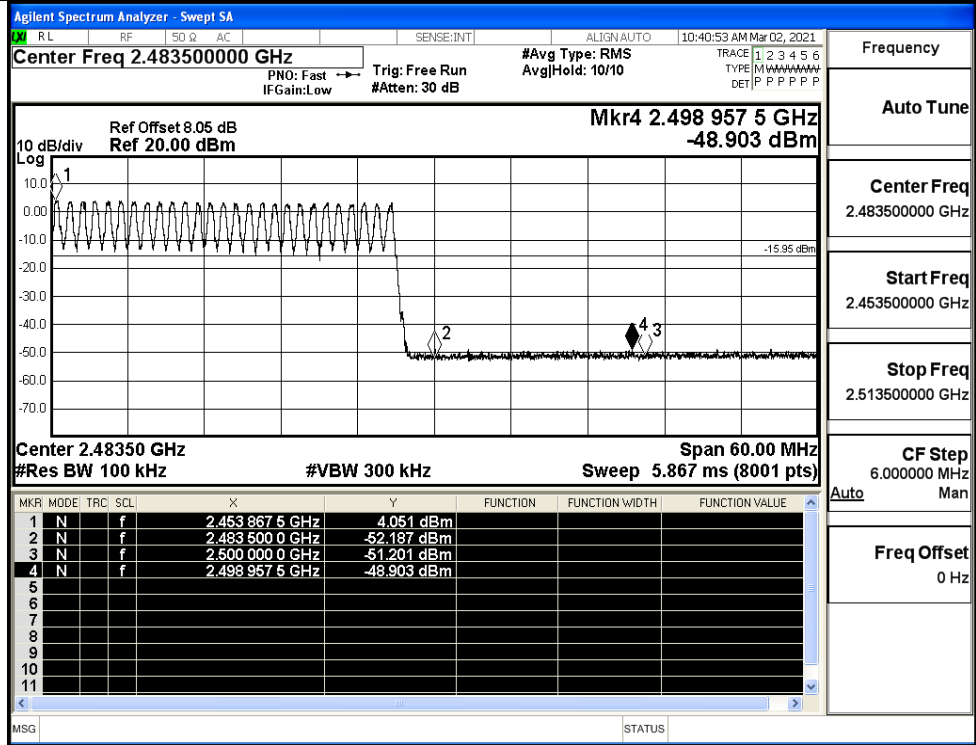 Agilent Spectrum Analyzer - Swept SA
LXI RL RF 50 Ω AC SENSE:INT ALIGNAUTO 10:40:53 AM Mar 02, 2021
Center Freq 2.483500000 GHz
PNO: Fast
IFGain:Low
Trig: Free Run
#Atten: 30 dB
#Avg Type: RMS
Avg|Hold: 10/10
TRACE 1 2 3 4 5 6
TYPE M W W W W W
DET P P P P P P
Frequency
Ref Offset 8.05 dB
10 dB/div Ref 20.00 dBm
Log
Mkr4 2.498 957 5 GHz
-48.903 dBm
10.0
0.00
-10.0
-20.0
-30.0
-40.0
-50.0
-60.0
-70.0
1
2
4
3
-15.95 dBm
Center 2.48350 GHz Span 60.00 MHz
#Res BW 100 kHz #VBW 300 kHz Sweep 5.867 ms (8001 pts)
MKR MODE TRC SCL X Y FUNCTION FUNCTION WIDTH FUNCTION VALUE
1 N f 2.453 867 5 GHz 4.051 dBm
2 N f 2.483 500 0 GHz -52.187 dBm
3 N f 2.500 000 0 GHz -51.201 dBm
4 N f 2.498 957 5 GHz -48.903 dBm
5
6
7
8
9
10
11
MSG STATUS
Auto Tune
Center Freq
2.483500000 GHz
Start Freq
2.453500000 GHz
Stop Freq
2.513500000 GHz
CF Step
6.000000 MHz
Auto Man
Freq Offset
0 Hz